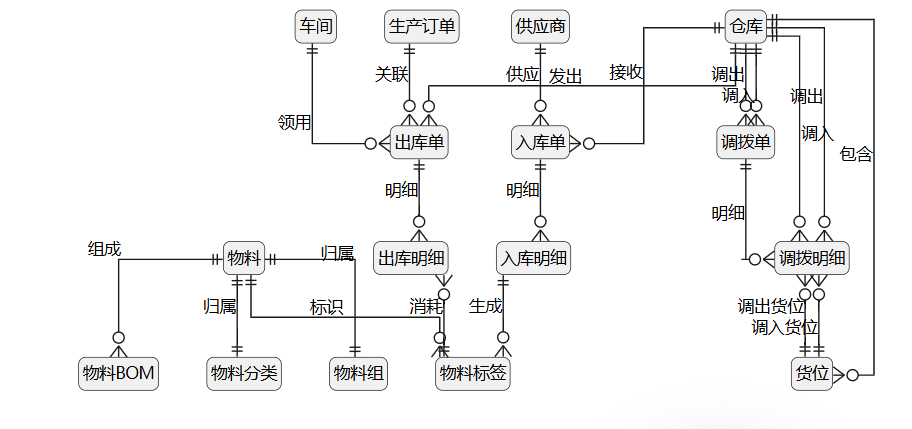 车间
生产订单
供应商
仓库
关联
供应
发出
接收
调出
调入
调出
领用
出库单
入库单
调拨单
调入
包含
明细
明细
明细
组成
物料
归属
出库明细
入库明细
调拨明细
归属
标识
消耗
生成
调出货位
调入货位
物料BOM
物料分类
物料组
物料标签
货位